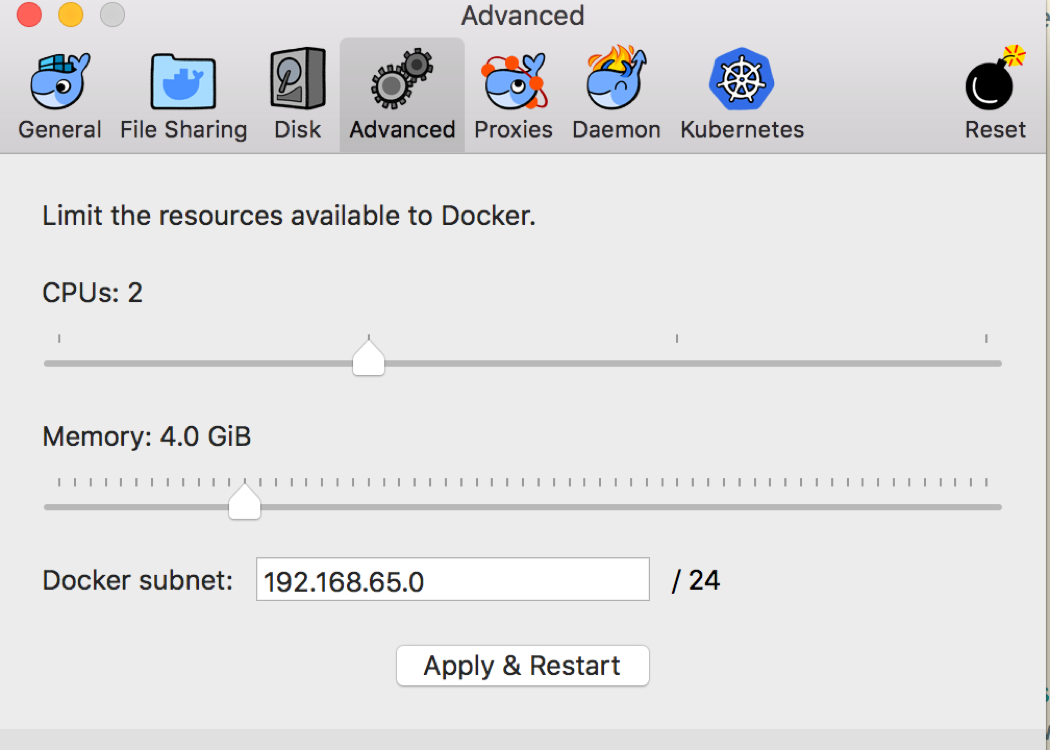 Advanced
General File Sharing Disk Advanced Proxies Daemon Kubernetes Reset
Limit the resources available to Docker.
CPUs: 2
Memory: 4.0 GiB
Docker subnet: 192.168.65.0 / 24
Apply & Restart